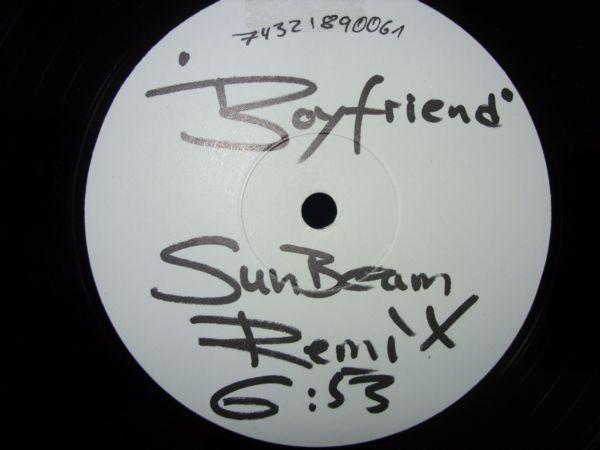 74321890061
'Boyfriend'
SunBeam
Remix
6:53